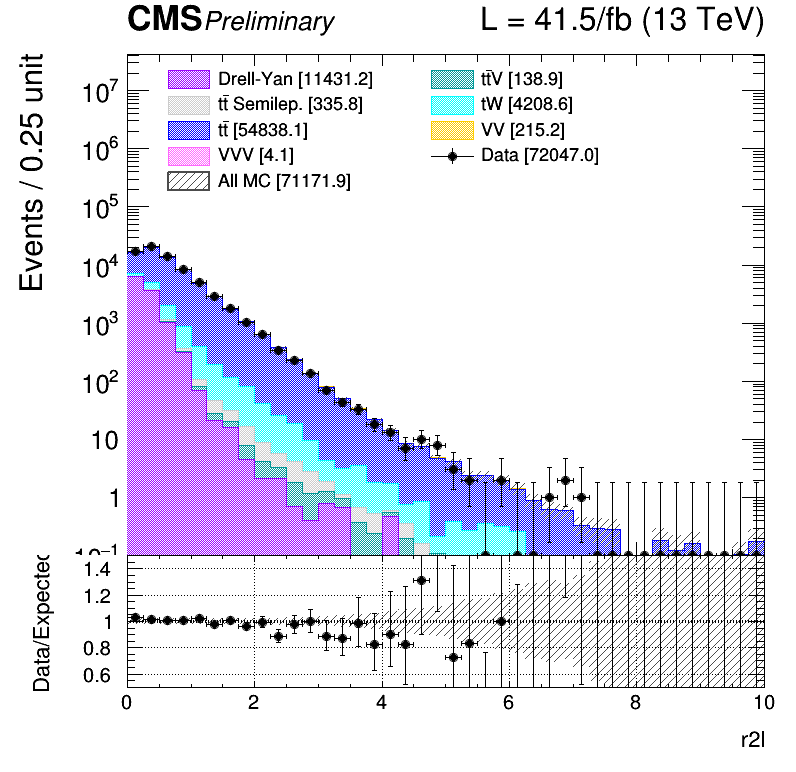 CMS Preliminary L = 41.5/fb (13 TeV)
Events / 0.25 unit
Drell-Yan [11431.2]
tt̄ Semilep. [335.8]
tt̄ [54838.1]
VVV [4.1]
All MC [71171.9]
tt̄V [138.9]
tW [4208.6]
VV [215.2]
Data [72047.0]
10⁷
10⁶
10⁵
10⁴
10³
10²
10
1
10⁻¹
Data/Expected
1.4
1.2
1
0.8
0.6
0 2 4 6 8 10
r2l